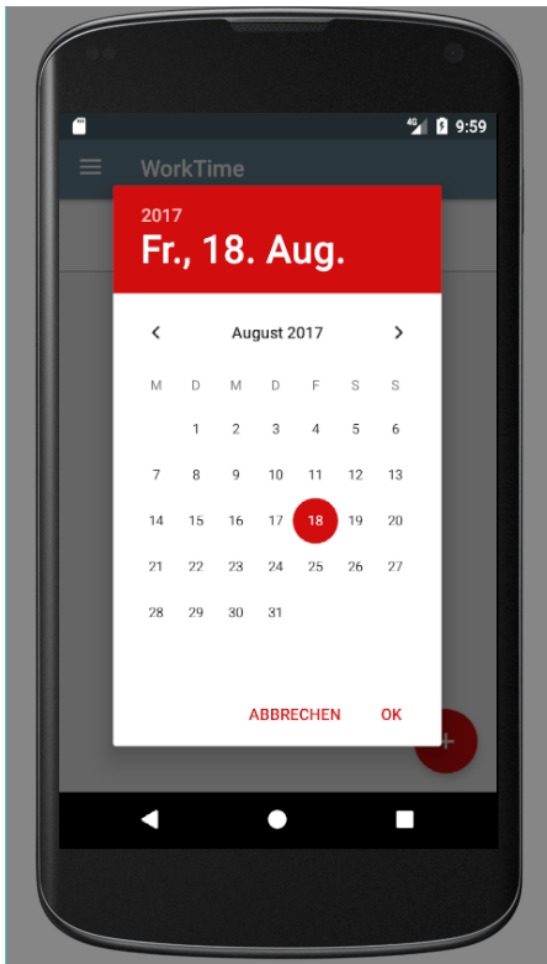 4G 9:59
WorkTime
2017
Fr., 18. Aug.
August 2017
M D M D F S S
1 2 3 4 5 6
7 8 9 10 11 12 13
14 15 16 17 18 19 20
21 22 23 24 25 26 27
28 29 30 31
ABBRECHEN OK